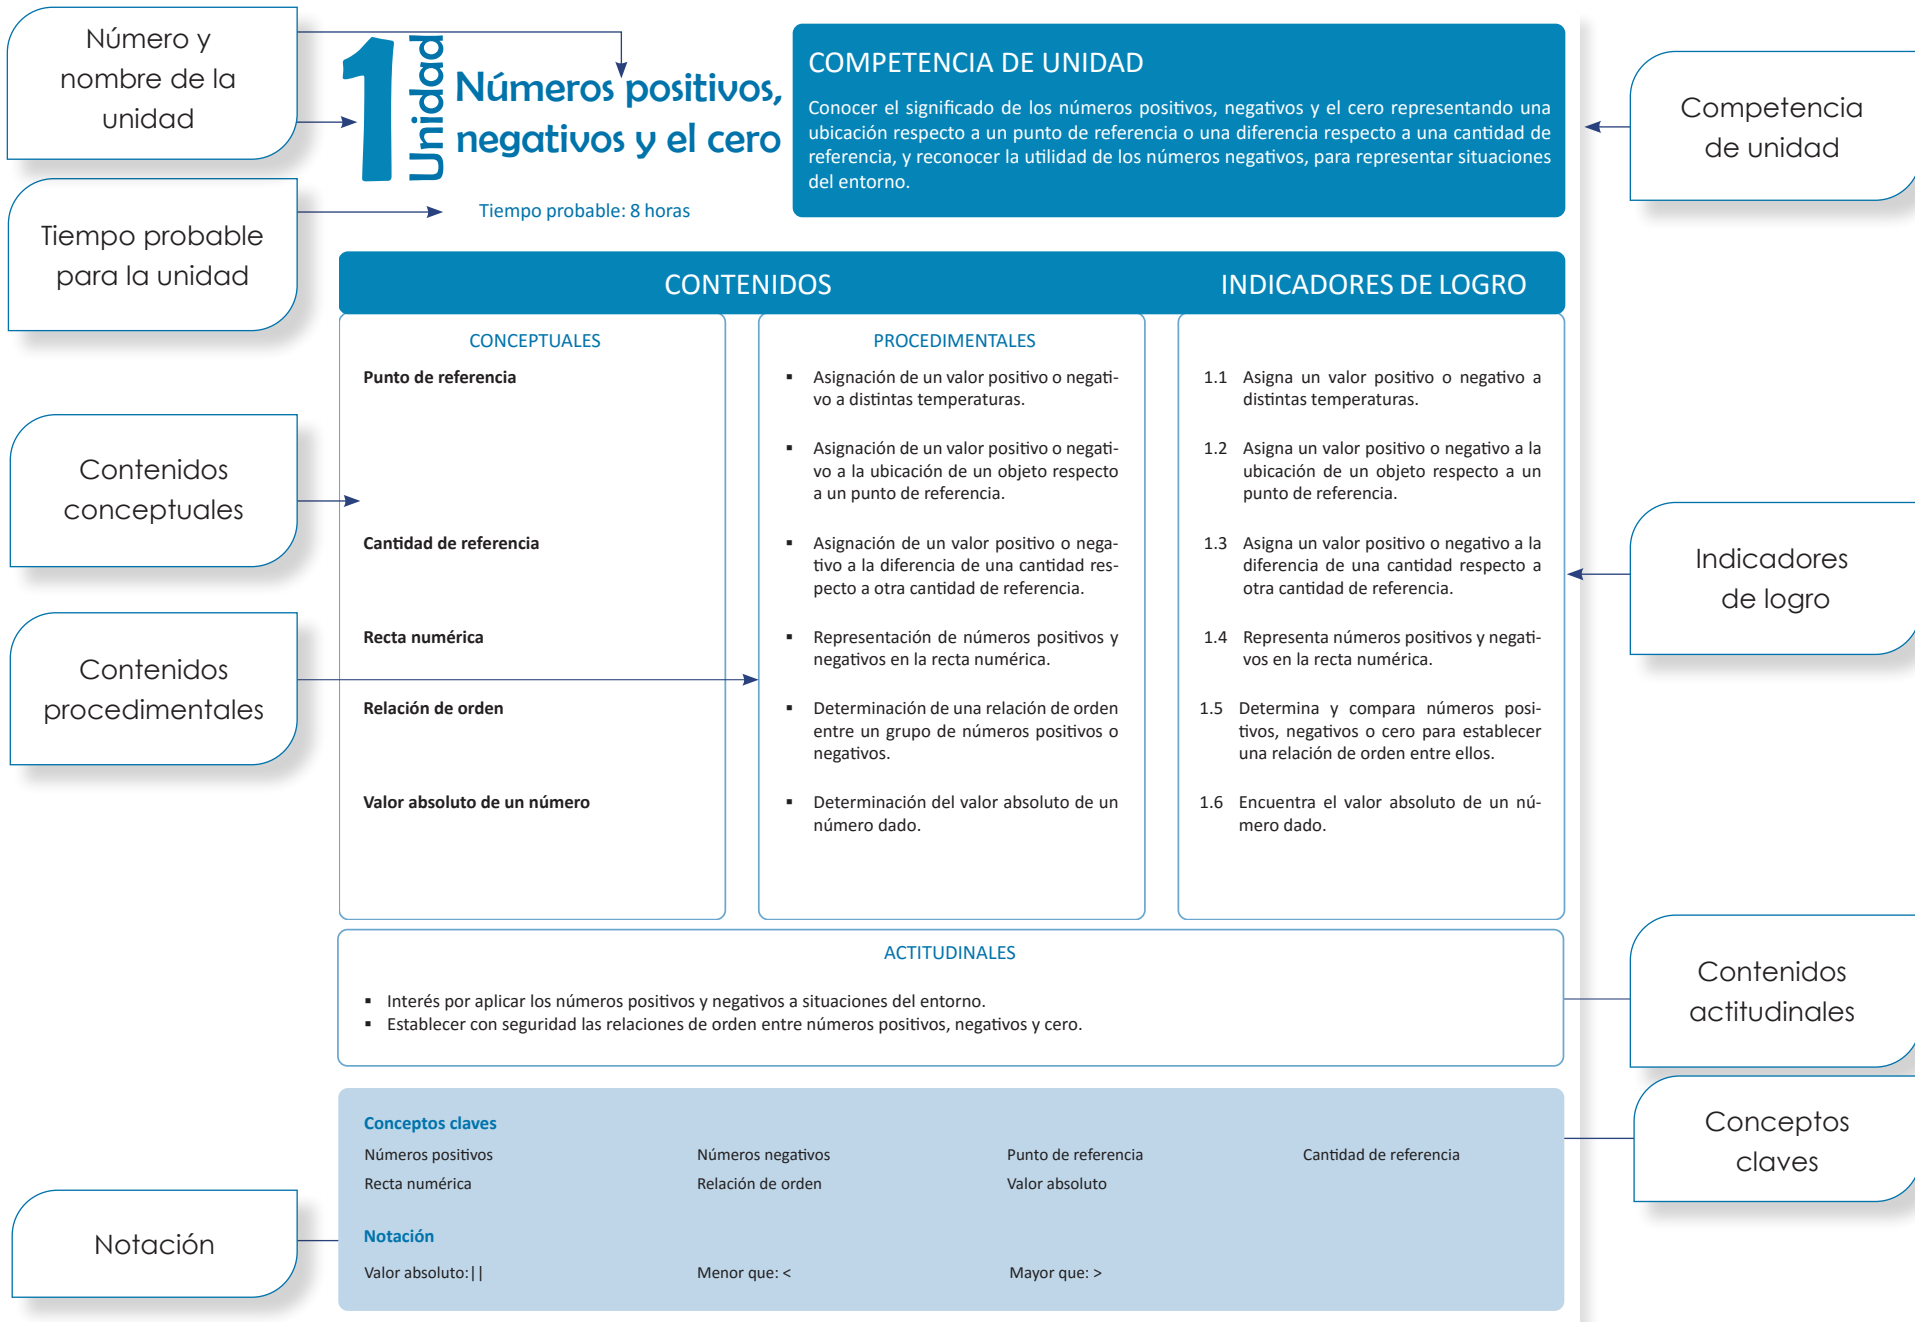 Número y
nombre de la
unidad
Tiempo probable
para la unidad
Contenidos
conceptuales
Contenidos
procedimentales
Notación
1
Unidad
Números positivos,
negativos y el cero
Tiempo probable: 8 horas
COMPETENCIA DE UNIDAD
Conocer el significado de los números positivos, negativos y el cero representando una
ubicación respecto a un punto de referencia o una diferencia respecto a una cantidad de
referencia, y reconocer la utilidad de los números negativos, para representar situaciones
del entorno.
CONTENIDOS
INDICADORES DE LOGRO
CONCEPTUALES
Punto de referencia
Cantidad de referencia
Recta numérica
Relación de orden
Valor absoluto de un número
PROCEDIMENTALES
▪ Asignación de un valor positivo o negati-
vo a distintas temperaturas.
▪ Asignación de un valor positivo o negati-
vo a la ubicación de un objeto respecto
a un punto de referencia.
▪ Asignación de un valor positivo o nega-
tivo a la diferencia de una cantidad res-
pecto a otra cantidad de referencia.
▪ Representación de números positivos y
negativos en la recta numérica.
▪ Determinación de una relación de orden
entre un grupo de números positivos o
negativos.
▪ Determinación del valor absoluto de un
número dado.
1.1 Asigna un valor positivo o negativo a
distintas temperaturas.
1.2 Asigna un valor positivo o negativo a la
ubicación de un objeto respecto a un
punto de referencia.
1.3 Asigna un valor positivo o negativo a la
diferencia de una cantidad respecto a
otra cantidad de referencia.
1.4 Representa números positivos y negati-
vos en la recta numérica.
1.5 Determina y compara números posi-
tivos, negativos o cero para establecer
una relación de orden entre ellos.
1.6 Encuentra el valor absoluto de un nú-
mero dado.
ACTITUDINALES
▪ Interés por aplicar los números positivos y negativos a situaciones del entorno.
▪ Establecer con seguridad las relaciones de orden entre números positivos, negativos y cero.
Conceptos claves
Números positivos Números negativos Punto de referencia Cantidad de referencia
Recta numérica Relación de orden Valor absoluto
Notación
Valor absoluto:|| Menor que: < Mayor que: >
Competencia
de unidad
Indicadores
de logro
Contenidos
actitudinales
Conceptos
claves